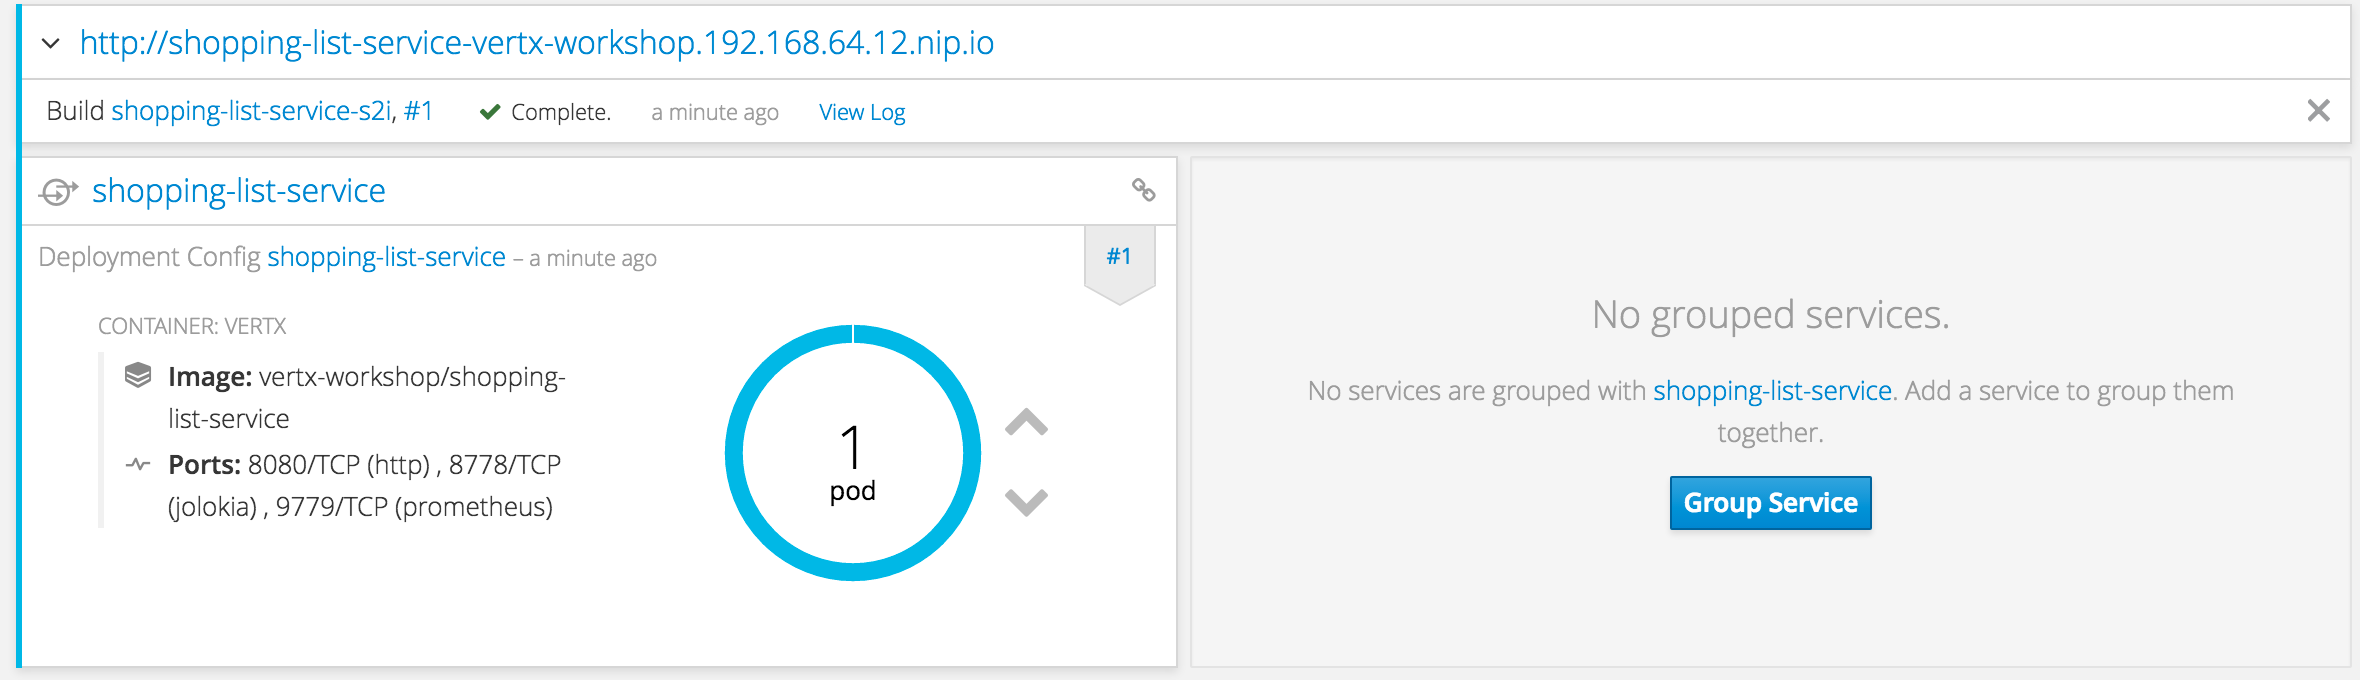 http://shopping-list-service-vertx-workshop.192.168.64.12.nip.io
Build shopping-list-service-s2i, #1 Complete. a minute ago View Log
shopping-list-service
Deployment Config shopping-list-service – a minute ago
#1
CONTAINER: VERTX
Image: vertx-workshop/shopping-
list-service
Ports: 8080/TCP (http) , 8778/TCP
(jolokia) , 9779/TCP (prometheus)
1
pod
No grouped services.
No services are grouped with shopping-list-service. Add a service to group them
together.
Group Service